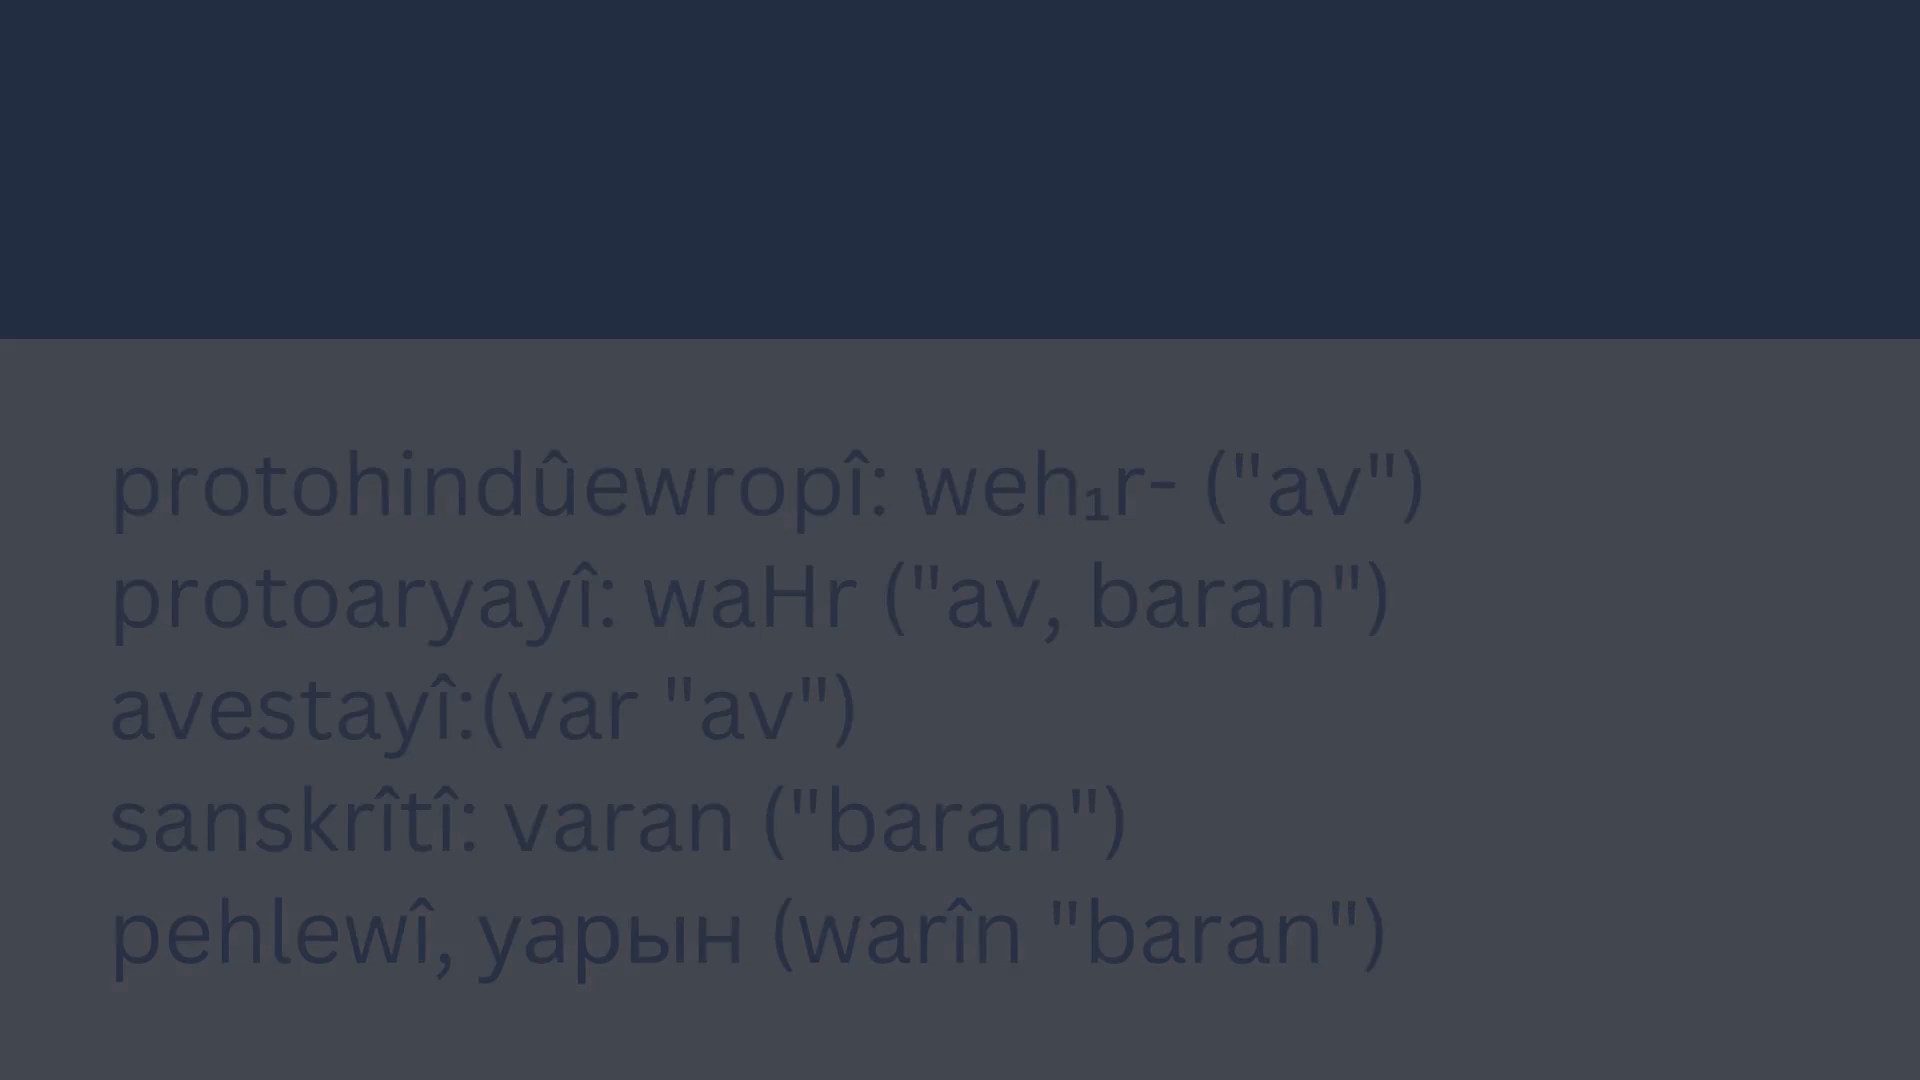 protohindûewropî: weh₁r- ("av")
protoaryayî: waHr ("av, baran")
avestayî:(var "av")
sanskrîtî: varan ("baran")
pehlewî, уарын (warîn "baran")